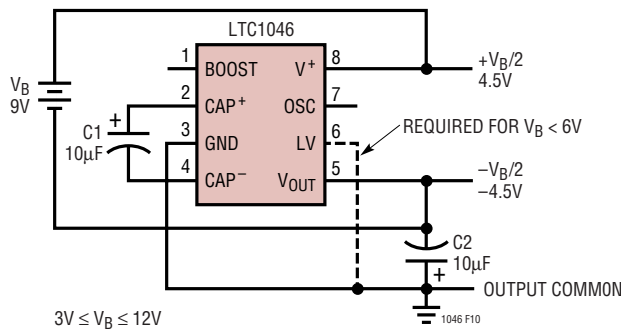 LTC1046
1
BOOST
V+
8
+VB/2
4.5V
VB
9V
2
CAP+
OSC
7
+
C1
10µF
3
GND
LV
6
REQUIRED FOR VB < 6V
4
CAP−
VOUT
5
−VB/2
−4.5V
C2
10µF
+
OUTPUT COMMON
3V ≤ VB ≤ 12V
1046 F10